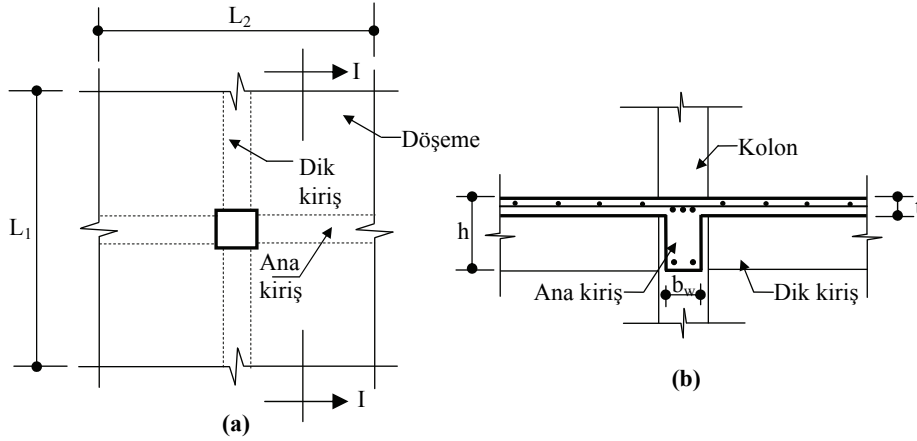 L2
I
Döşeme
Dik
kiriş
L1
Ana
kiriş
I
(a)
Kolon
h
t
Ana kiriş
bw
Dik kiriş
(b)